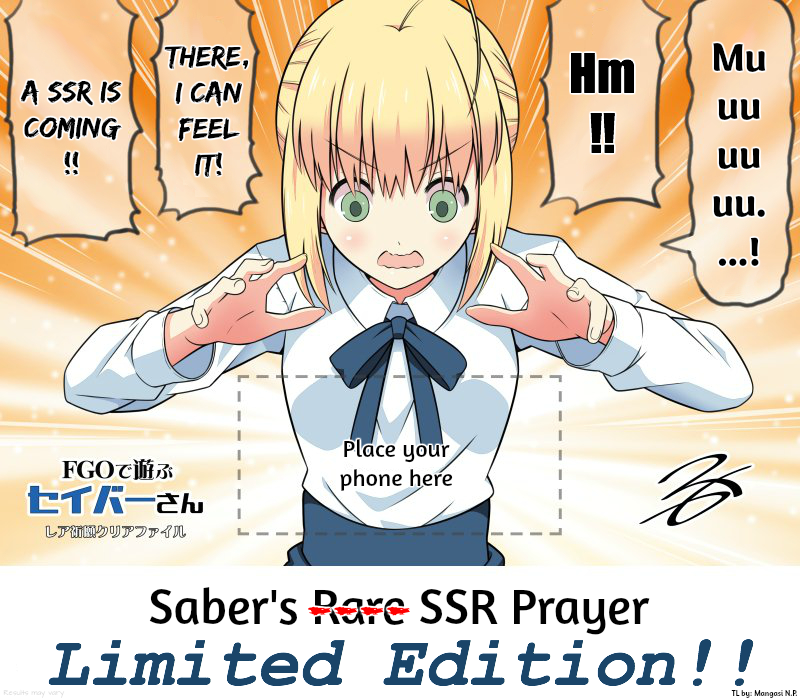 Mu
uu
uu
uu.
...!
Hm
!!
THERE,
I CAN
FEEL
IT!
A SSR IS
COMING
!!
Place your
phone here
FGOで遊ぶ
セイバーさん
レア祈願クリアファイル
Saber's Rare SSR Prayer
Limited Edition!!
Results may vary
TL by: Mangasi N.P.